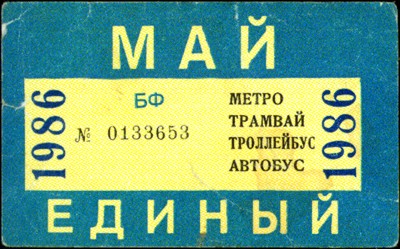 МАЙ
1986
БФ
№ 0133653
МЕТРО
ТРАМВАЙ
ТРОЛЛЕЙБУС
АВТОБУС
1986
ЕДИНЫЙ